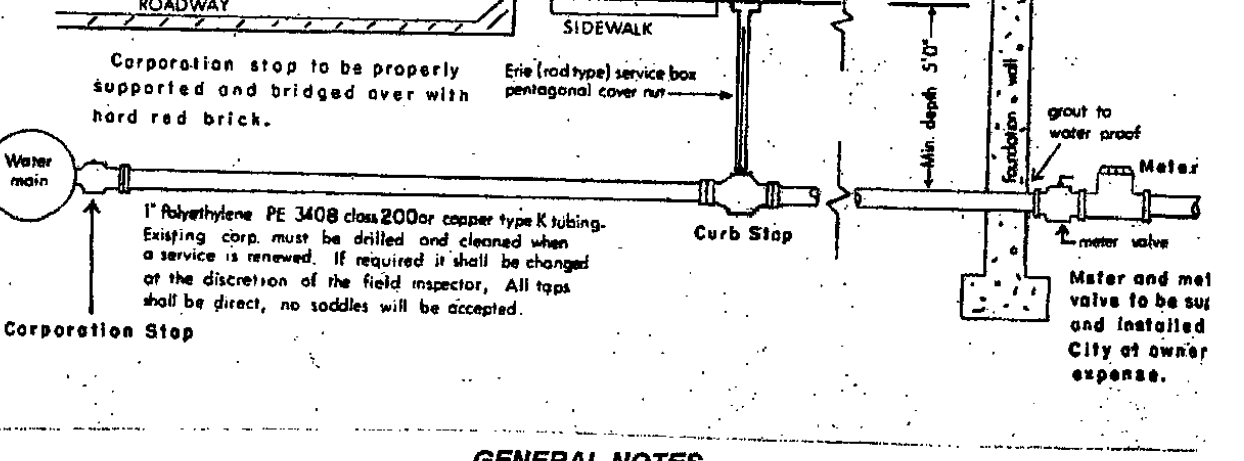 ROADWAY
SIDEWALK
Corporation stop to be properly
supported and bridged over with
hard red brick.
Erie (rod type) service box
pentagonal cover nut
Min. depth 5'0"
foundation wall
grout to
water proof
Water
main
Meter
1" Polyethylene PE 3408 class 200 or copper type K tubing.
Existing corp. must be drilled and cleaned when
a service is renewed. If required it shall be changed
at the discretion of the field inspector, All taps
shall be direct, no saddles will be accepted.
Curb Stop
meter valve
Corporation Stop
Meter and met
valve to be sup
and installed
City at owner
expense.
GENERAL NOTES